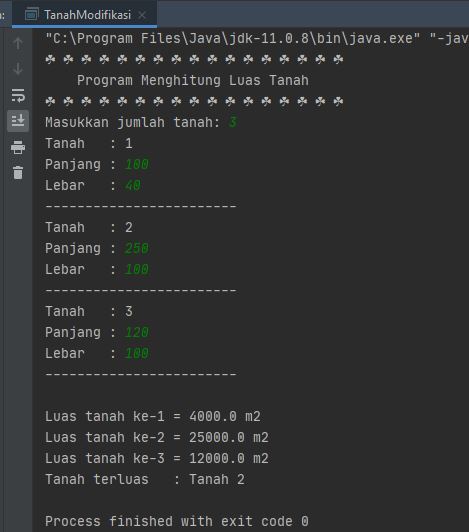 TanahModifikasi
"C:\Program Files\Java\jdk-11.0.8\bin\java.exe" "-jav
☘ ☘ ☘ ☘ ☘ ☘ ☘ ☘ ☘ ☘ ☘ ☘ ☘ ☘ ☘ ☘ ☘
Program Menghitung Luas Tanah
☘ ☘ ☘ ☘ ☘ ☘ ☘ ☘ ☘ ☘ ☘ ☘ ☘ ☘ ☘ ☘ ☘
Masukkan jumlah tanah: 3
Tanah   : 1
Panjang : 100
Lebar   : 40
------------------------
Tanah   : 2
Panjang : 250
Lebar   : 100
------------------------
Tanah   : 3
Panjang : 120
Lebar   : 100
------------------------
Luas tanah ke-1 = 4000.0 m2
Luas tanah ke-2 = 25000.0 m2
Luas tanah ke-3 = 12000.0 m2
Tanah terluas   : Tanah 2
Process finished with exit code 0